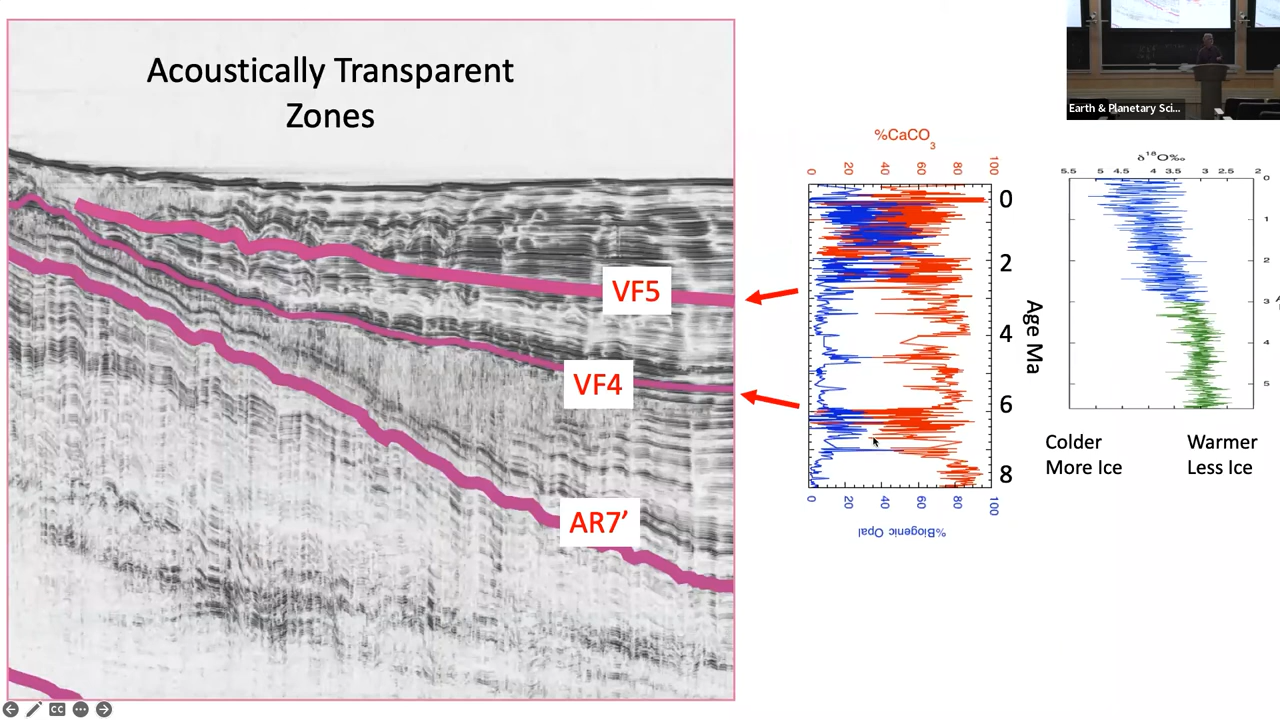 Acoustically Transparent
Zones
VF5
VF4
AR7’
%CaCO3
0
20
40
60
80
100
0
2
4
6
8
Age Ma
0
20
40
60
80
100
%Biogenic Opal
δ18O‰
5.5
5
4.5
4
3.5
3
2.5
2
0
1
2
3
4
5
Colder
More Ice
Warmer
Less Ice
Earth & Planetary Sci...
CC